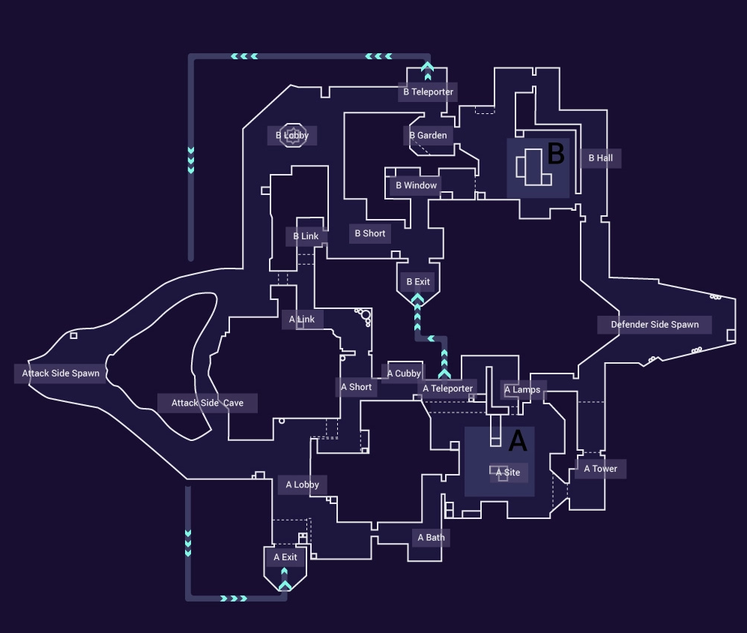 B Teleporter
B Lobby
B Garden
B
B Hall
B Window
B Link
B Short
B Exit
A Link
Defender Side Spawn
Attack Side Spawn
A Cubby
A Short
A Teleporter
A Lamps
Attack Side Cave
A
A Site
A Tower
A Lobby
A Bath
A Exit